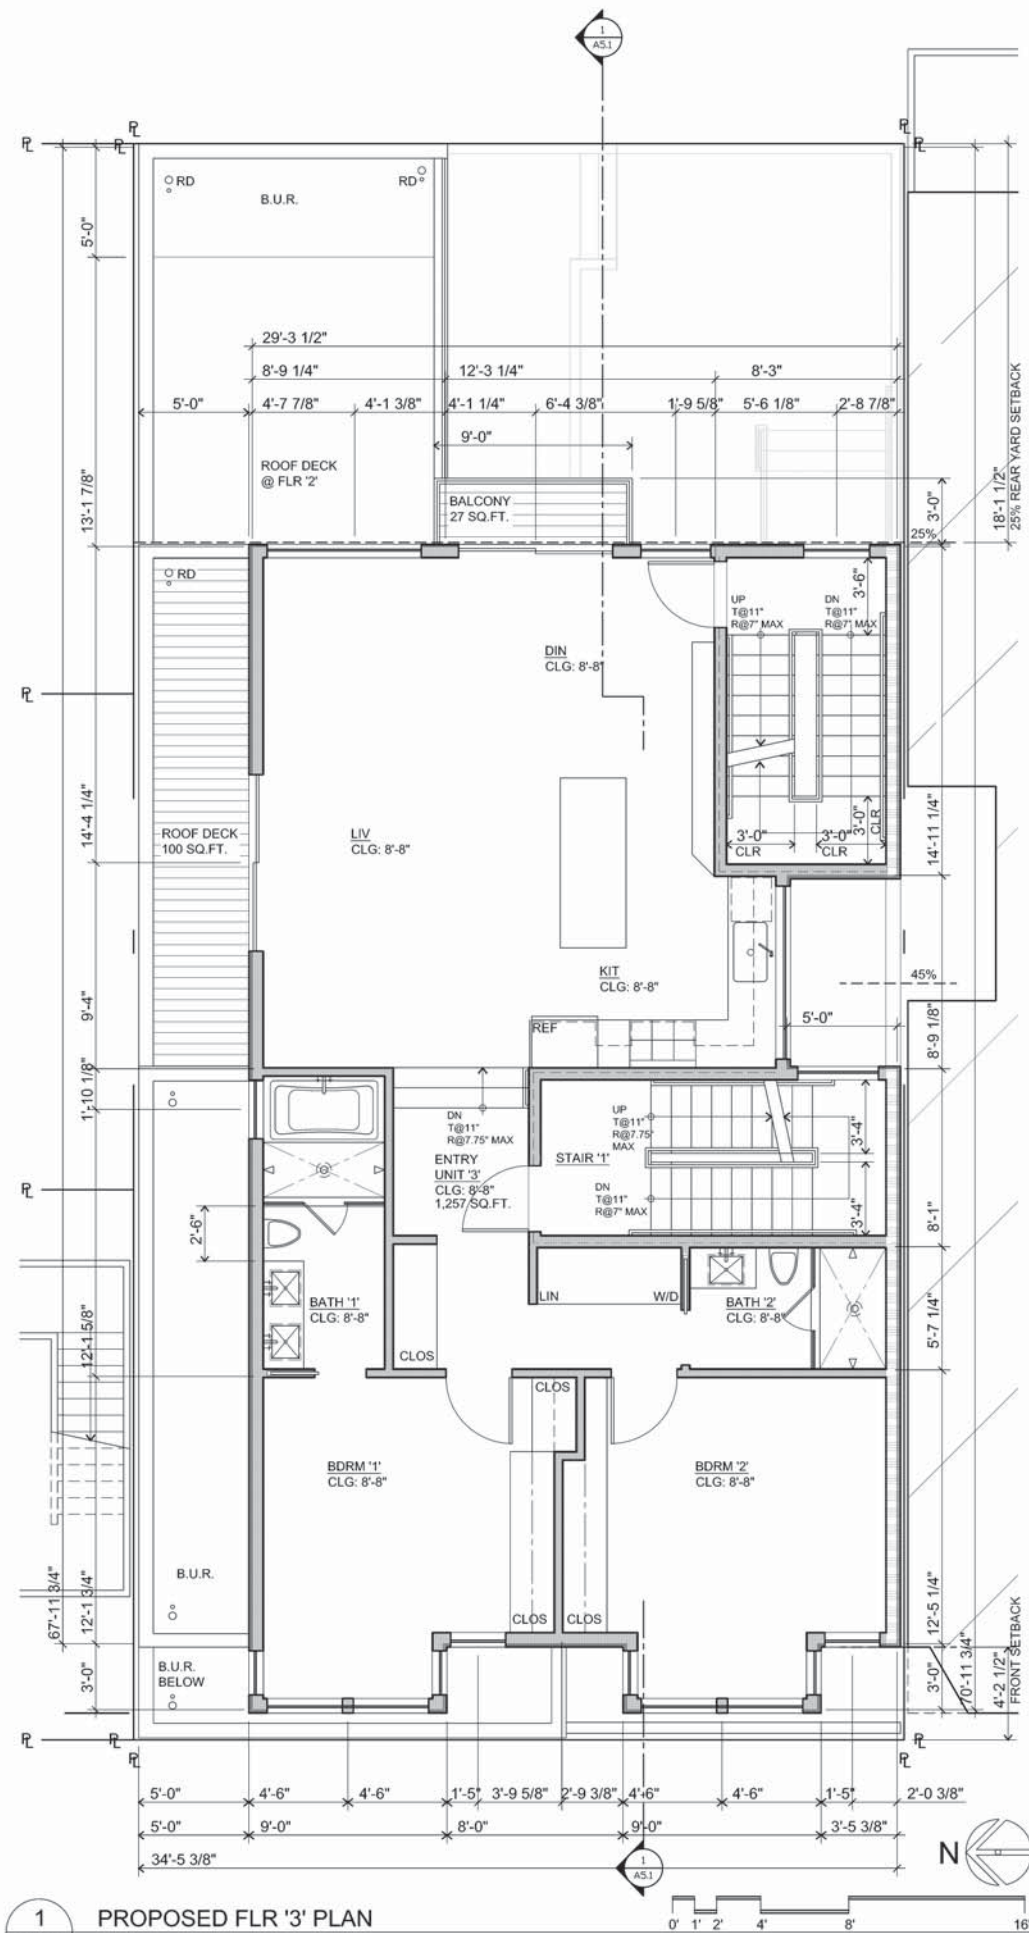 1
A5.1
PL
PL
PL
PL
PL
RD
RD
B.U.R.
5'-0"
29'-3 1/2"
8'-9 1/4"
12'-3 1/4"
8'-3"
5'-0"
4'-7 7/8"
4'-1 3/8"
4'-1 1/4"
6'-4 3/8"
1'-9 5/8"
5'-6 1/8"
2'-8 7/8"
9'-0"
ROOF DECK
@ FLR '2'
BALCONY
27 SQ.FT.
13'-1 7/8"
3'-0"
18'-1 1/2"
25% REAR YARD SETBACK
25%
RD
3'-6"
UP
T@11"
R@7" MAX
DN
T@11"
R@7" MAX
DIN
CLG: 8'-8"
PL
14'-4 1/4"
ROOF DECK
100 SQ.FT.
LIV
CLG: 8'-8"
3'-0"
CLR
3'-0"
CLR
3'-0"
CLR
14'-11 1/4"
KIT
CLG: 8'-8"
45%
9'-4"
REF
5'-0"
8'-9 1/8"
1'-10 1/8"
DN
T@11"
R@7.75" MAX
ENTRY
UNIT '3'
CLG: 8'-8"
1,257 SQ.FT.
STAIR '1'
UP
T@11"
R@7.75"
MAX
DN
T@11"
R@7" MAX
3'-4"
3'-4"
PL
2'-6"
8'-1"
BATH '1'
CLG: 8'-8"
LIN
W/D
BATH '2'
CLG: 8'-8"
12'-1 5/8"
5'-7 1/4"
CLOS
CLOS
BDRM '1'
CLG: 8'-8"
BDRM '2'
CLG: 8'-8"
B.U.R.
67'-11 3/4"
12'-1 3/4"
CLOS
CLOS
12'-5 1/4"
B.U.R.
BELOW
3'-0"
3'-0"
70'-11 3/4"
4'-2 1/2"
FRONT SETBACK
PL
PL
PL
PL
PL
PL
5'-0"
4'-6"
4'-6"
1'-5"
3'-9 5/8"
2'-9 3/8"
4'-6"
4'-6"
1'-5"
2'-0 3/8"
5'-0"
9'-0"
8'-0"
9'-0"
3'-5 3/8"
34'-5 3/8"
1
A5.1
N
1
PROPOSED FLR '3' PLAN
0'
1'
2'
4'
8'
16'